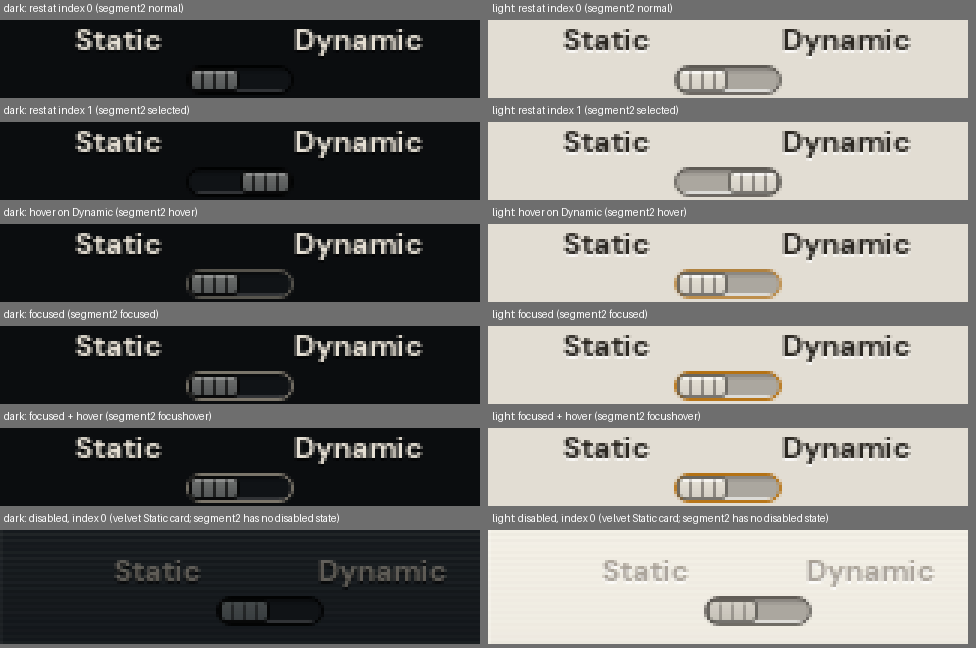 dark: rest at index 0 (segment2 normal)
light: rest at index 0 (segment2 normal)
Static Dynamic
Static Dynamic
dark: rest at index 1 (segment2 selected)
light: rest at index 1 (segment2 selected)
Static Dynamic
Static Dynamic
dark: hover on Dynamic (segment2 hover)
light: hover on Dynamic (segment2 hover)
Static Dynamic
Static Dynamic
dark: focused (segment2 focused)
light: focused (segment2 focused)
Static Dynamic
Static Dynamic
dark: focused + hover (segment2 focushover)
light: focused + hover (segment2 focushover)
Static Dynamic
Static Dynamic
dark: disabled, index 0 (velvet Static card; segment2 has no disabled state)
light: disabled, index 0 (velvet Static card; segment2 has no disabled state)
Static Dynamic
Static Dynamic